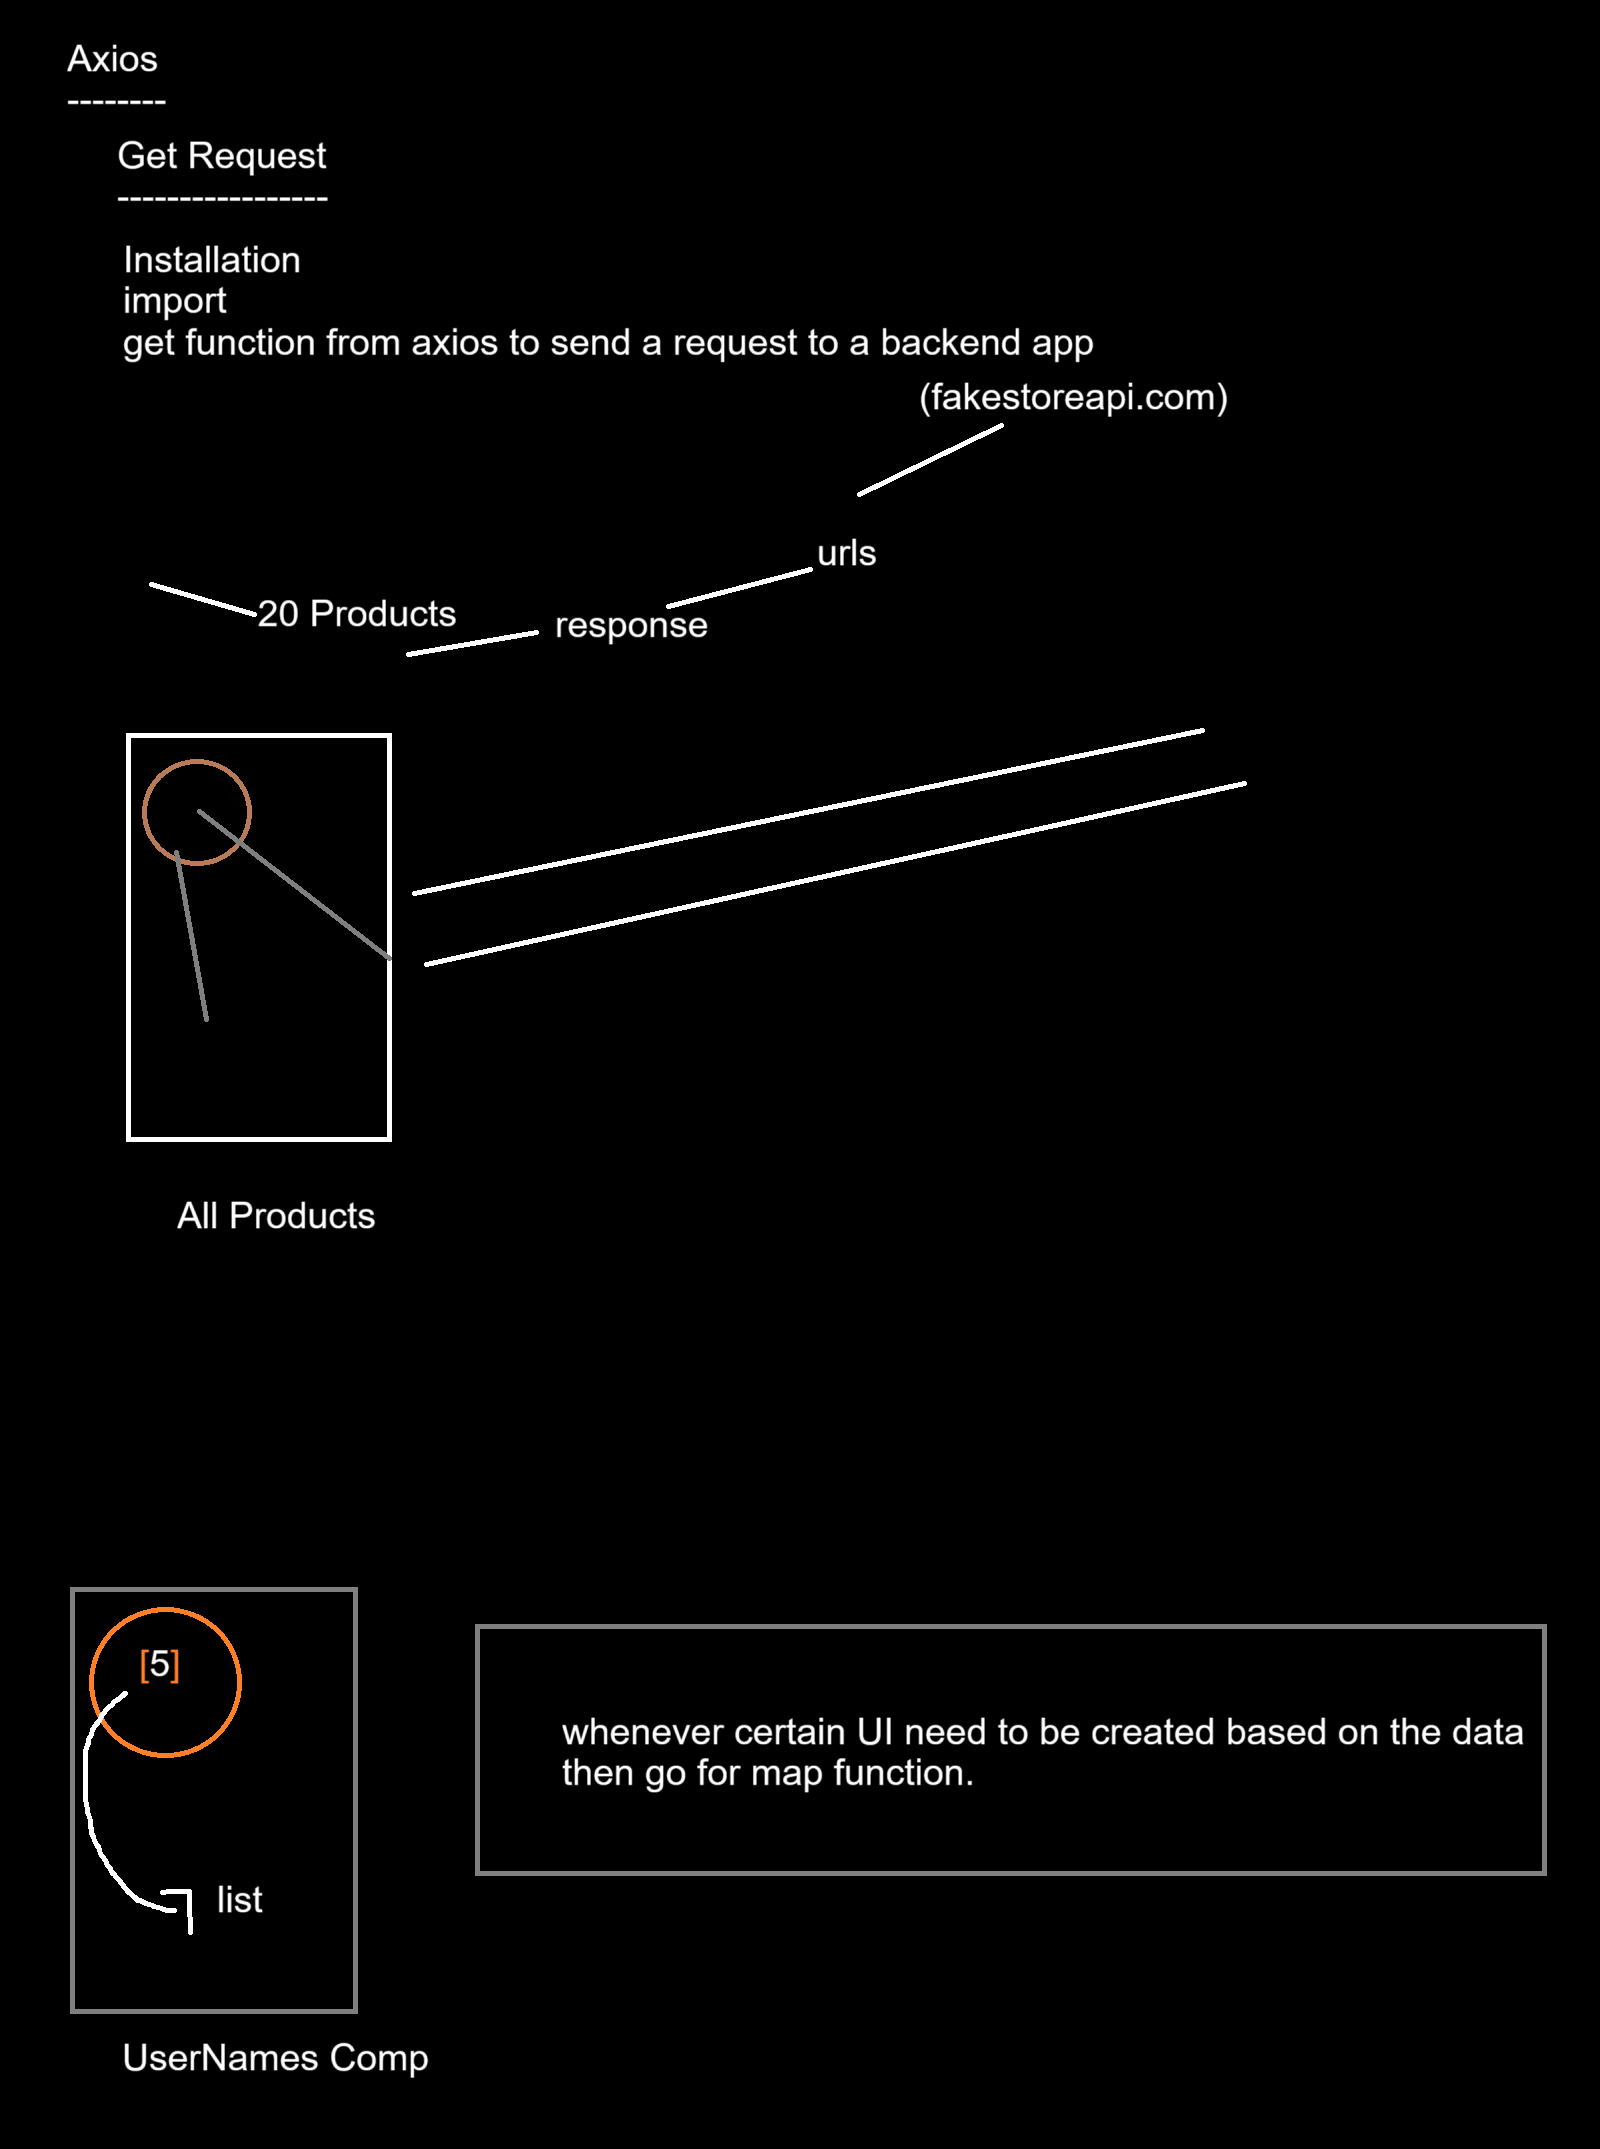 Axios
--------
Get Request
-----------------
Installation
import
get function from axios to send a request to a backend app
(fakestoreapi.com)
urls
20 Products
response
All Products
[5]
whenever certain UI need to be created based on the data
then go for map function.
list
UserNames Comp